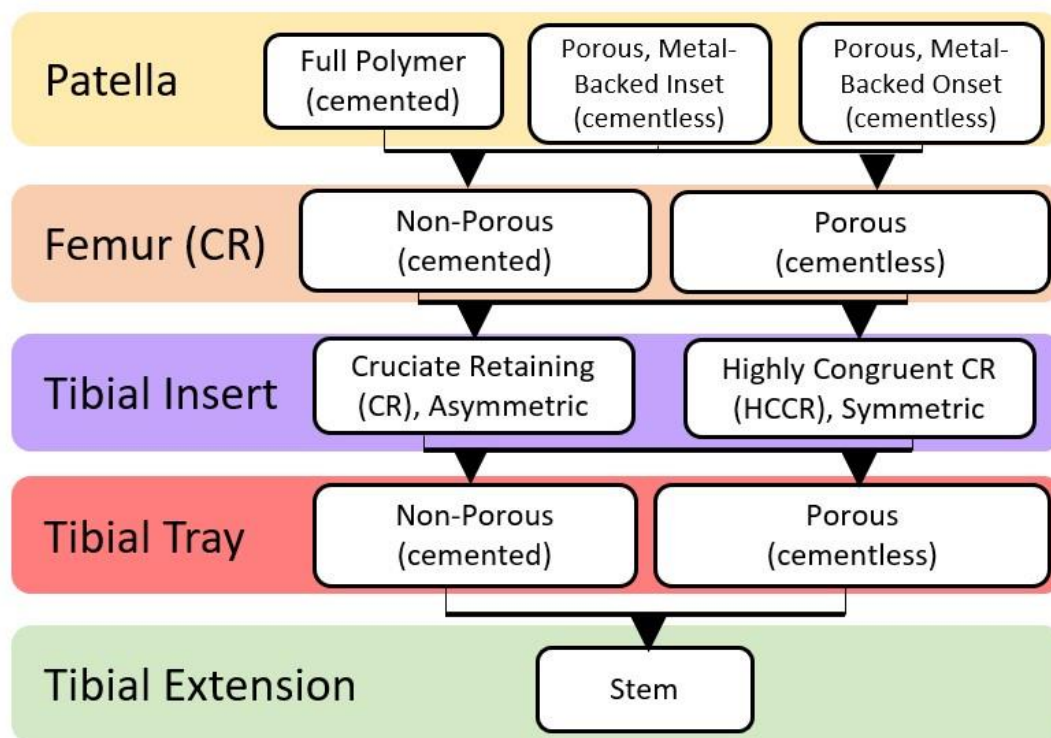 Patella
Full Polymer
(cemented)
Porous, Metal-
Backed Inset
(cementless)
Porous, Metal-
Backed Onset
(cementless)
Femur (CR)
Non-Porous
(cemented)
Porous
(cementless)
Tibial Insert
Cruciate Retaining
(CR), Asymmetric
Highly Congruent CR
(HCCR), Symmetric
Tibial Tray
Non-Porous
(cemented)
Porous
(cementless)
Tibial Extension
Stem